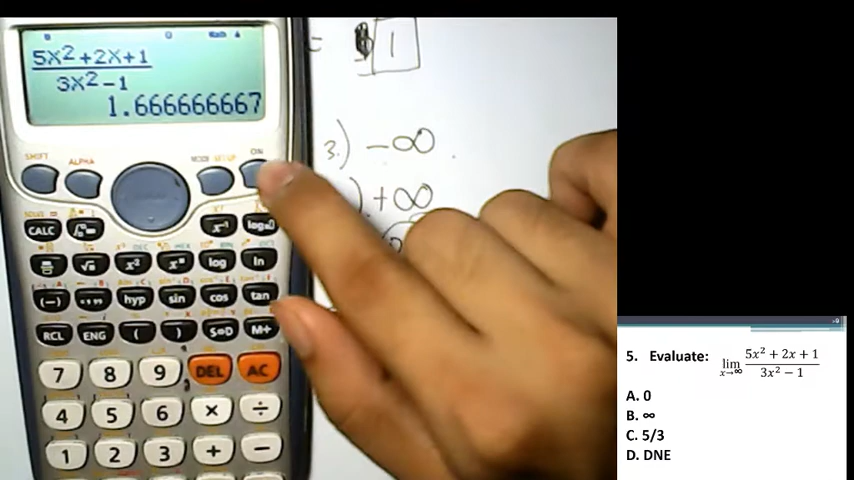 5X²+2X+1
3X²-1
1.666666667
= 1
3.) -∞
) +∞
SHIFT ALPHA MODE SETUP ON
CALC x⁻¹ log
x² log ln
(-) hyp sin cos tan
RCL ENG ( ) S⇔D M+
7 8 9 DEL AC
4 5 6 × ÷
1 2 3 + −
5. Evaluate: lim x→∞ 5x² + 2x + 1
3x² − 1
A. 0
B. ∞
C. 5/3
D. DNE